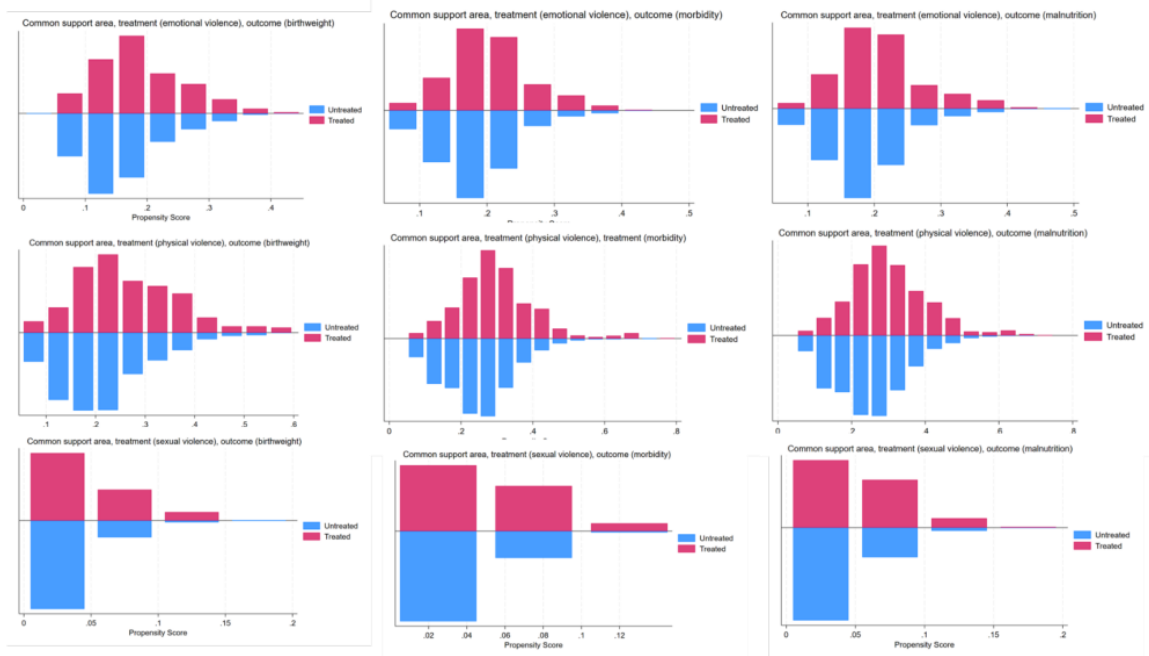 Common support area, treatment (emotional violence), outcome (birthweight)
Untreated
Treated
0 .1 .2 .3 .4
Propensity Score
Common support area, treatment (emotional violence), outcome (morbidity)
Untreated
Treated
.1 .2 .3 .4 .5
Common support area, treatment (emotional violence), outcome (malnutrition)
Untreated
Treated
.1 .2 .3 .4 .5
Common support area, treatment (physical violence), outcome (birthweight)
Untreated
Treated
.1 .2 .3 .4 .5 .6
Common support area, treatment (physical violence), treatment (morbidity)
Untreated
Treated
0 .2 .4 .6 .8
Common support area, treatment (physical violence), outcome (malnutrition)
Untreated
Treated
0 .2 .4 .6 .8
Common support area, treatment (sexual violence), outcome (birthweight)
Untreated
Treated
0 .05 .1 .15 .2
Propensity Score
Common support area, treatment (sexual violence), outcome (morbidity)
Untreated
Treated
.02 .04 .06 .08 .1 .12
Propensity Score
Common support area, treatment (sexual violence), outcome (malnutrition)
Untreated
Treated
0 .05 .1 .15 .2
Propensity Score